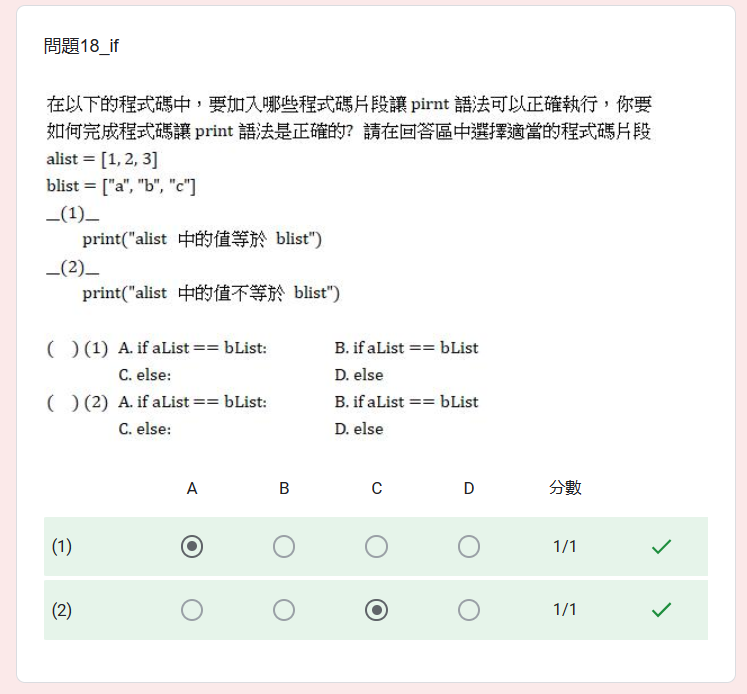 問題18_if
在以下的程式碼中，要加入哪些程式碼片段讓 pirnt 語法可以正確執行，你要
如何完成程式碼讓 print 語法是正確的? 請在回答區中選擇適當的程式碼片段
alist = [1, 2, 3]
blist = ["a", "b", "c"]
_(1)_
print("alist 中的值等於 blist")
_(2)_
print("alist 中的值不等於 blist")
( ) (1) A. if aList == bList: B. if aList == bList
C. else: D. else
( ) (2) A. if aList == bList: B. if aList == bList
C. else: D. else
A B C D 分數
(1) 1/1
(2) 1/1